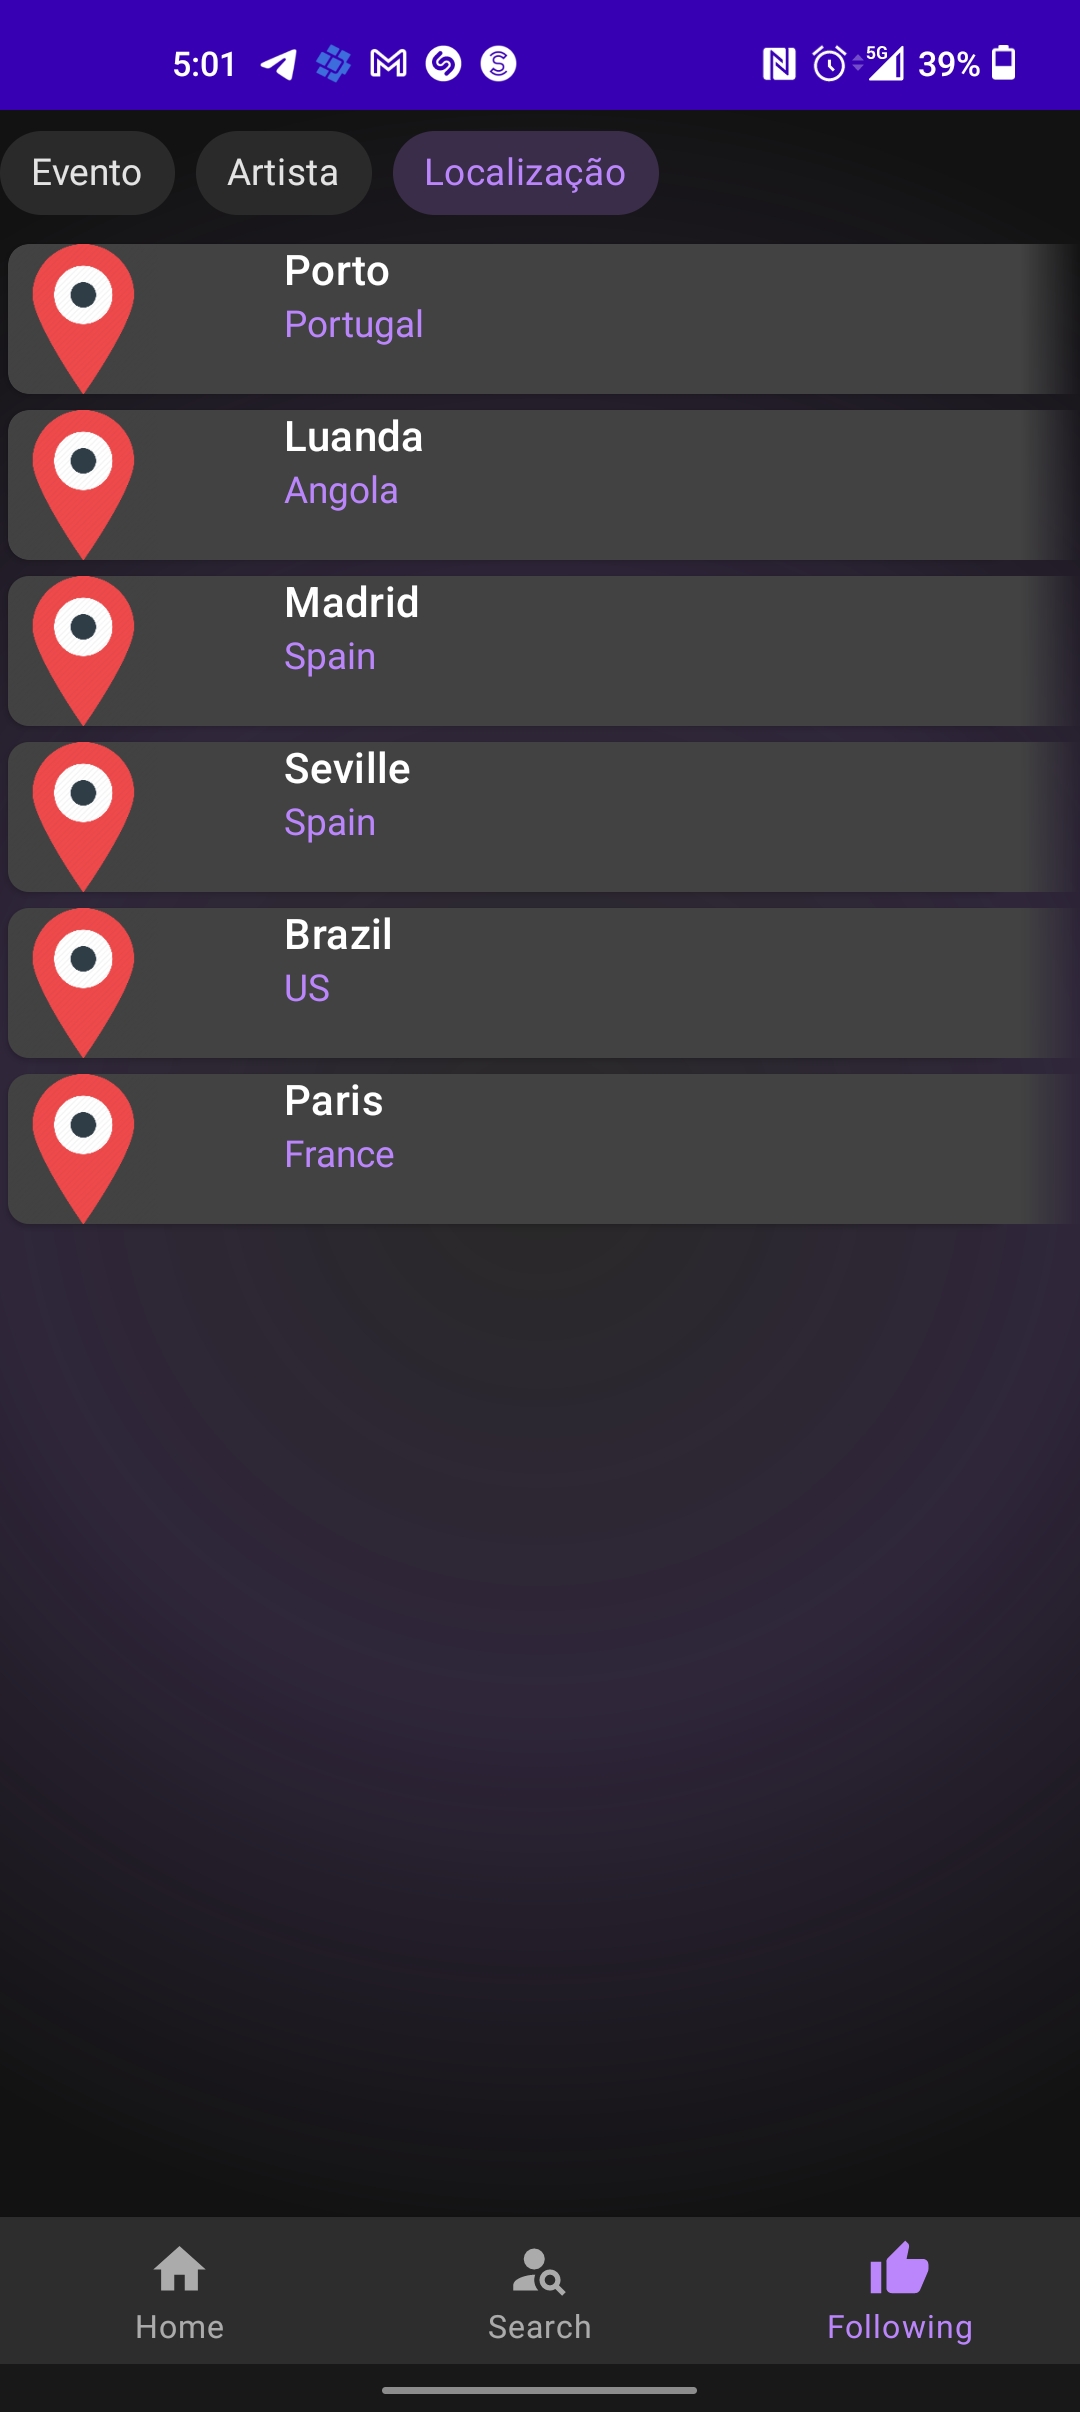 5:01 5G 39%
Evento Artista Localização
Porto
Portugal
Luanda
Angola
Madrid
Spain
Seville
Spain
Brazil
US
Paris
France
Home Search Following